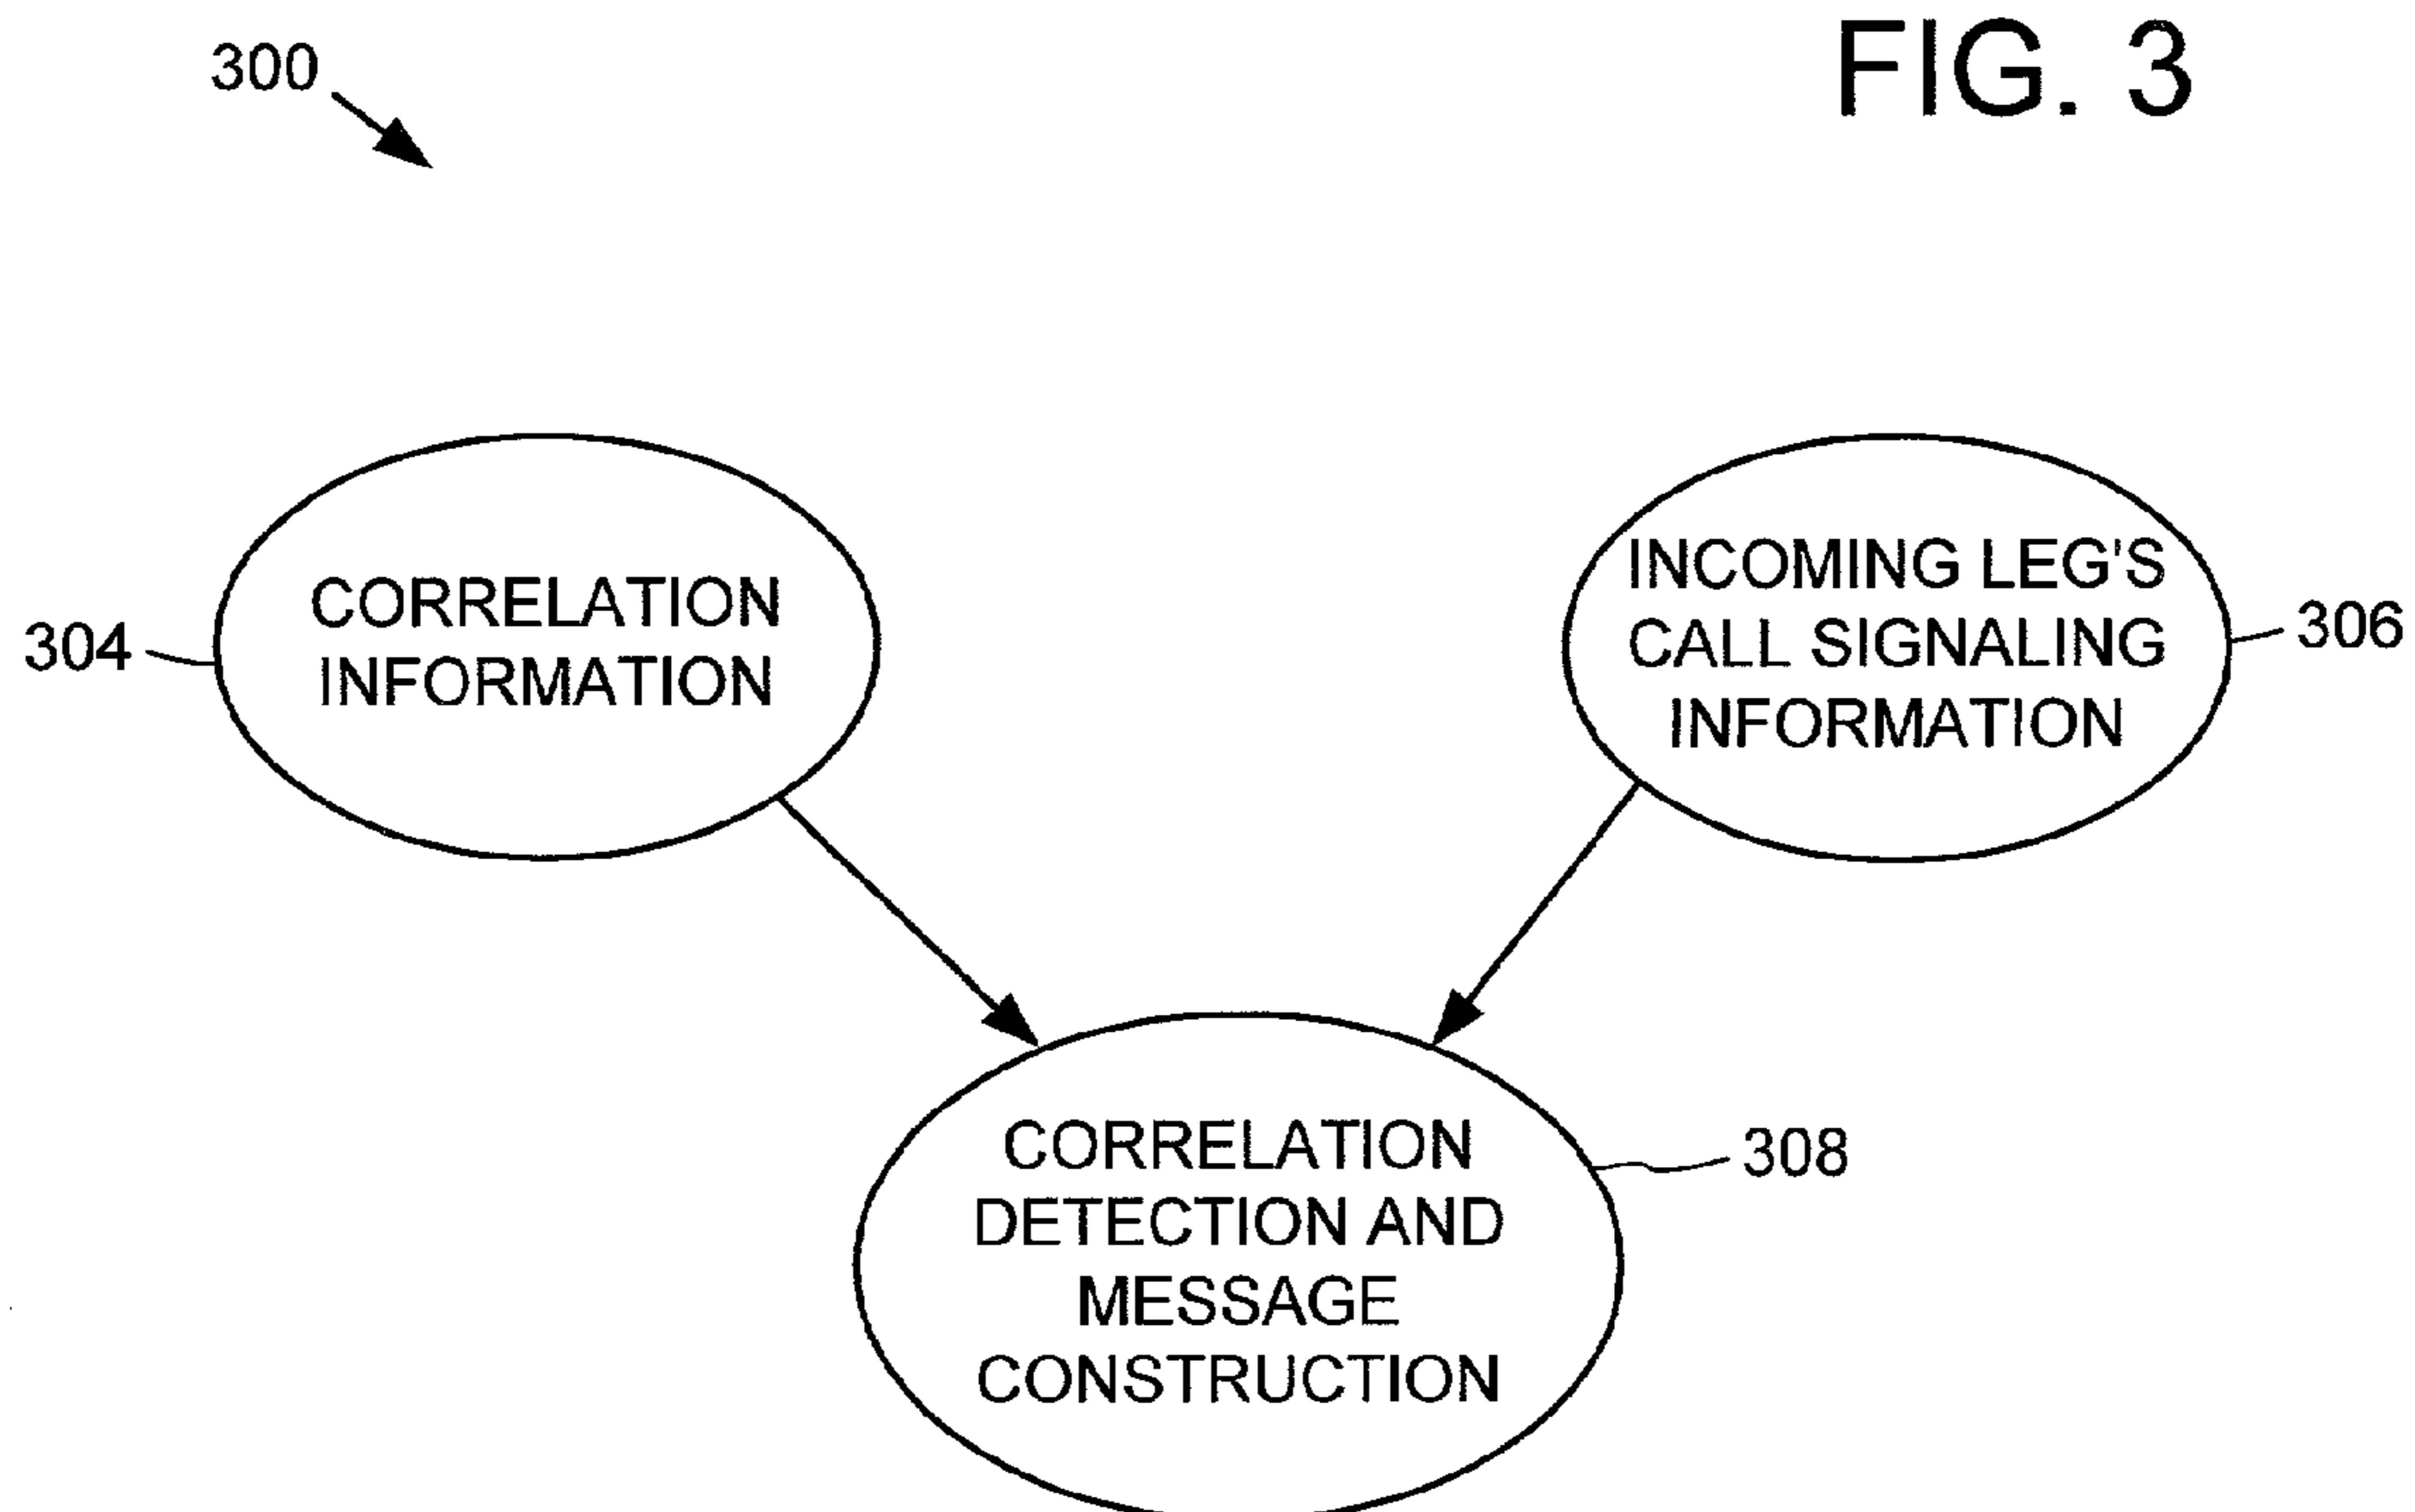 300
FIG. 3
CORRELATION
INFORMATION
304
INCOMING LEG'S
CALL SIGNALING
INFORMATION
306
CORRELATION
DETECTION AND
MESSAGE
CONSTRUCTION
308